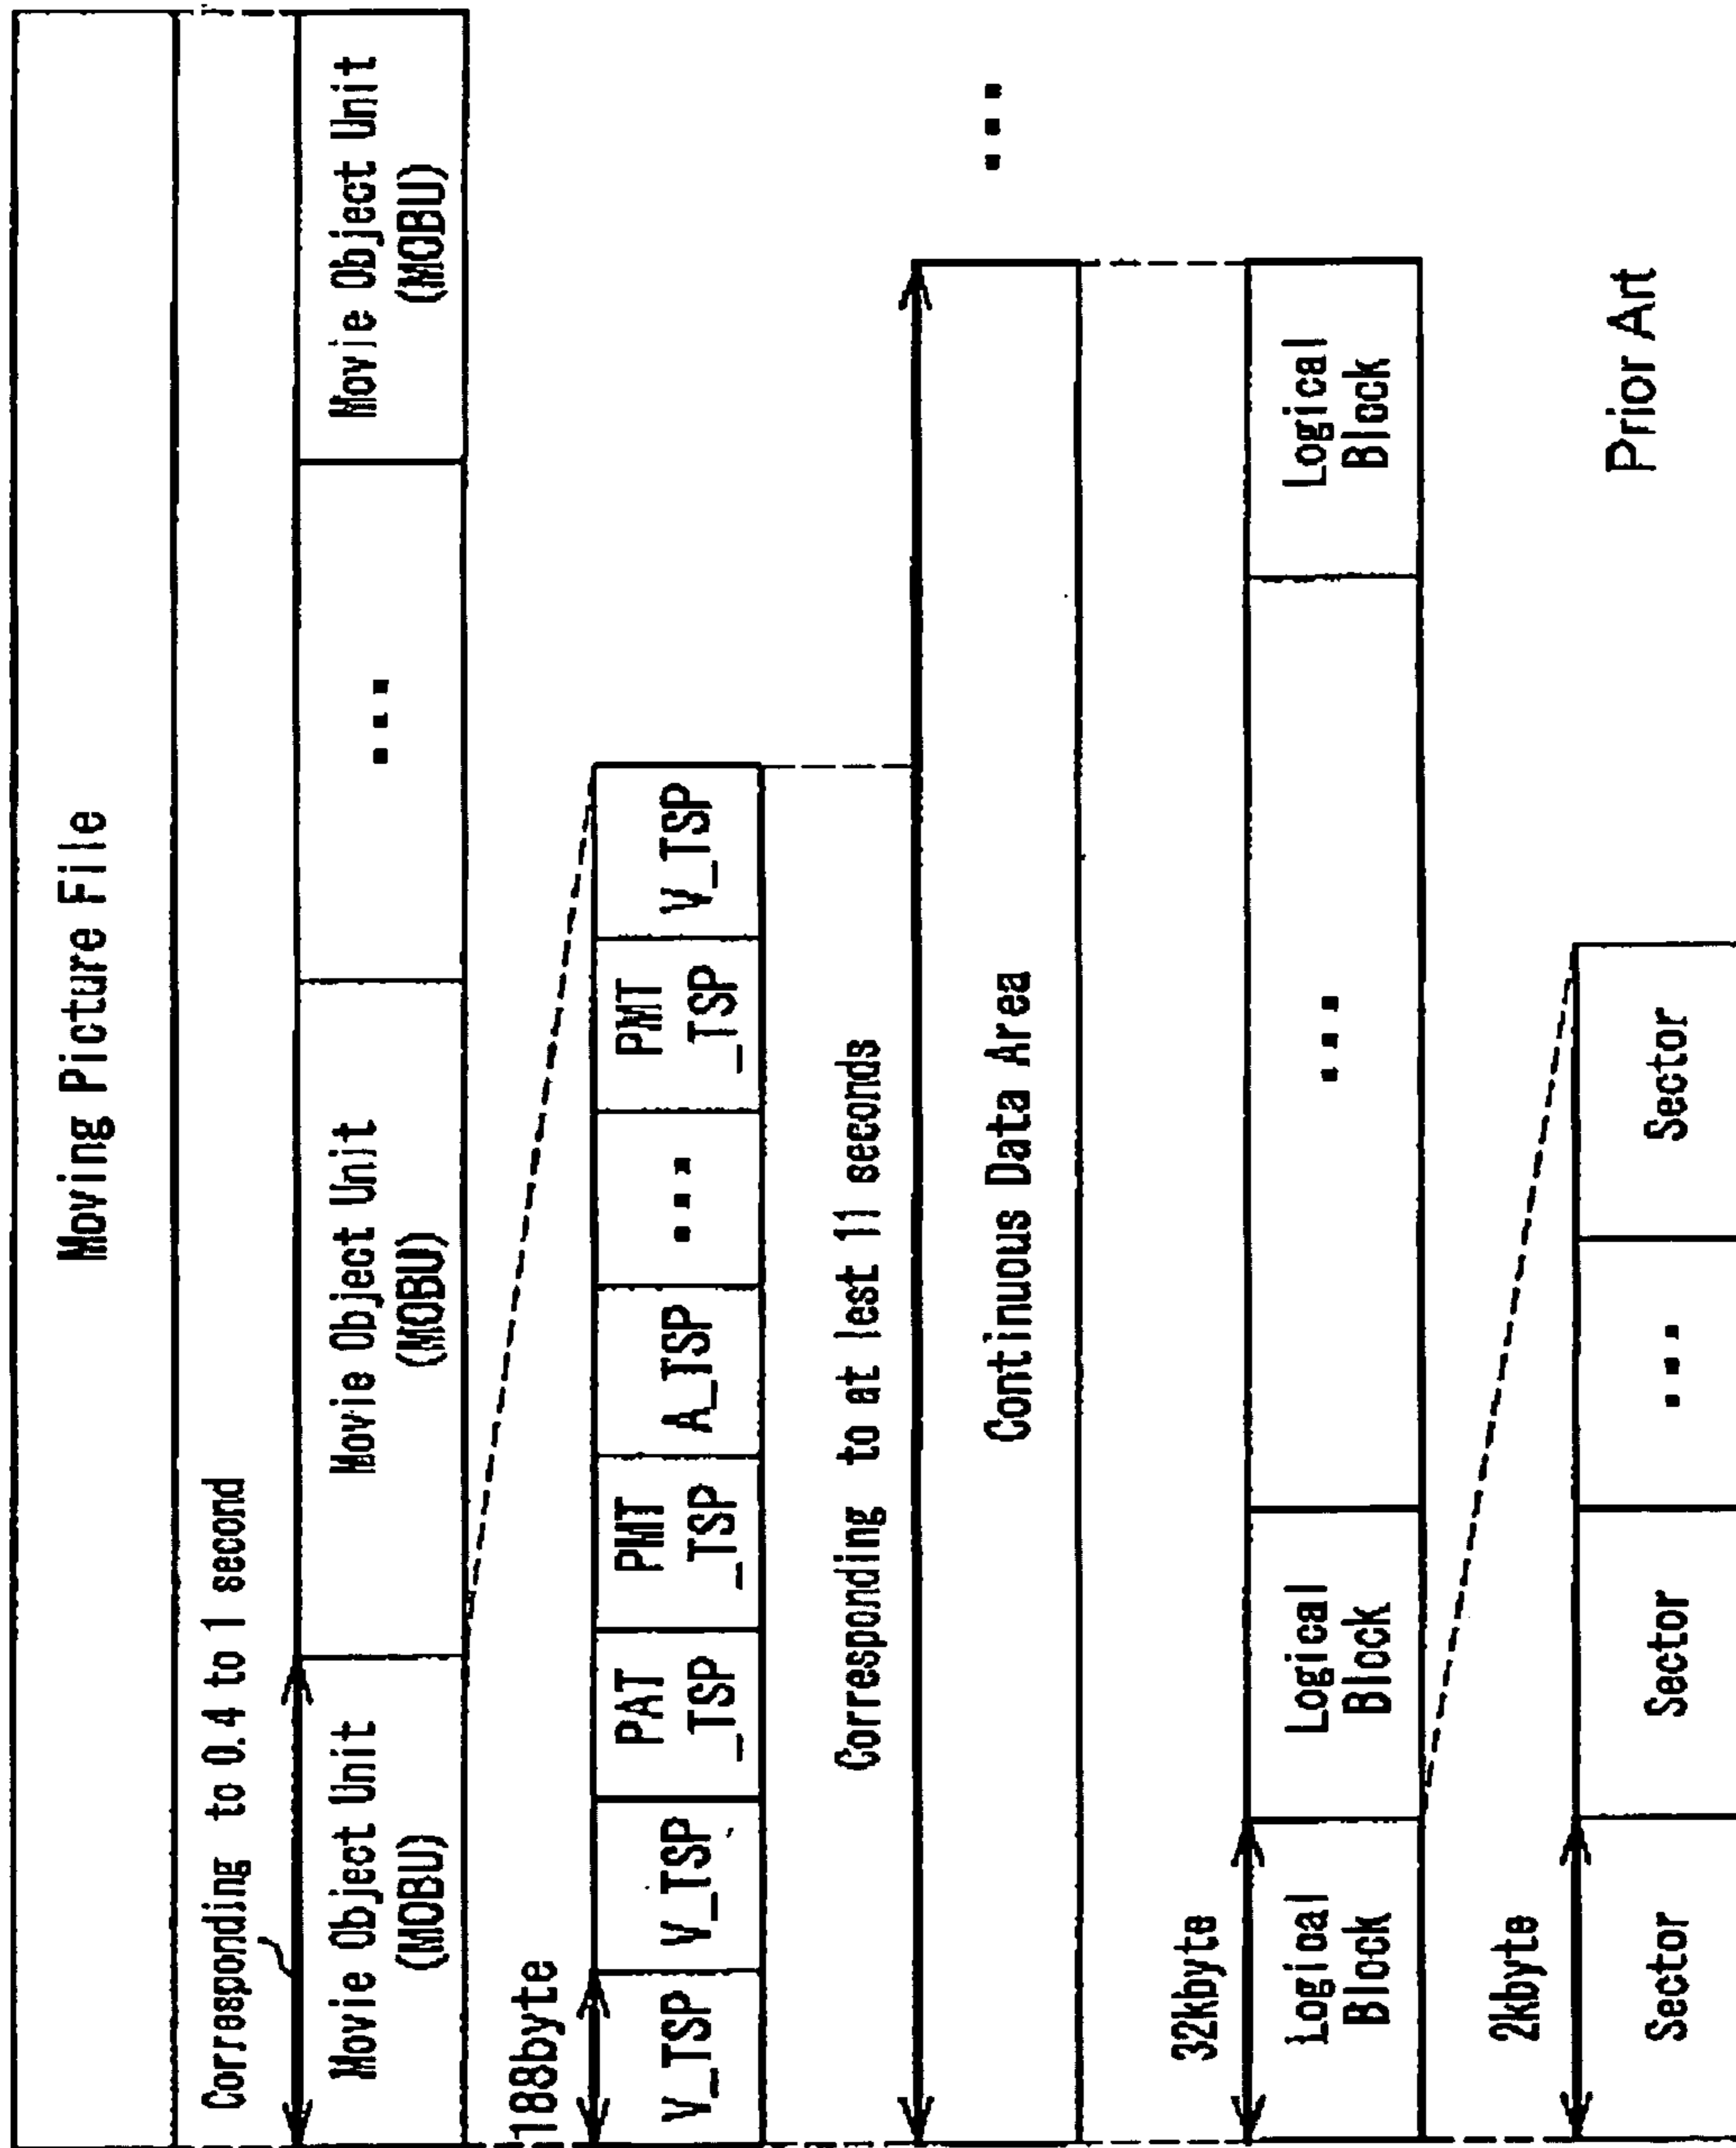 Moving Picture File
Corresponding to 0.4 to 1 second
Movie Object Unit
(MOBU)
Movie Object Unit
(MOBU)
...
Movie Object Unit
(MOBU)
188byte
V_TSP
V_TSP
PAT
_TSP
PMT
_TSP
A_TSP
...
PMT
_TSP
V_TSP
Corresponding to at lest 11 seconds
Continuous Data Area
...
32kbyte
Logical
Block
Logical
Block
...
Logical
Block
2kbyte
Sector
Sector
...
Sector
Prior Art